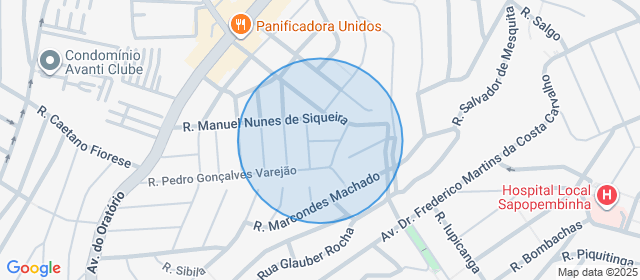 R. Salgo
Panificadora Unidos
Condomínio
Avanti Clube
R. Salvador de Mesquita
R. Caetano Fiorese
R. Manuel Nunes de Siqueira
R. Pedro Gonçalves Varejão
Av. Dr. Frederico Martins da Costa Carvalho
Hospital Local
Sapopembinha
H
R. Marcondes Machado
Av. do Oratório
R. Iupicanga
R. Bombachas
R. Piquitinga
Rua Glauber Rocha
R. Sibila
Google
Map data ©2025